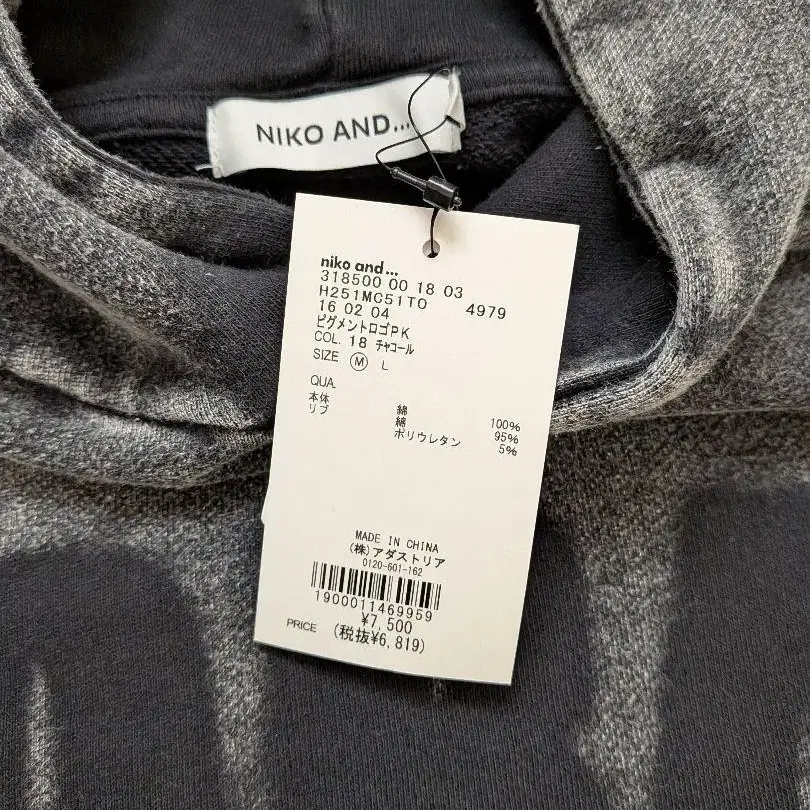 NIKO AND...
niko and...
318500 00 18 03
H251MC51TO 4979
16 02 04
ピグメントロゴPK
COL. 18 チャコール
SIZE Ⓜ L
QUA.
本体 綿 100%
リブ 綿 95%
ポリウレタン 5%
MADE IN CHINA
(株)アダストリア
0120-601-162
1900011469959
PRICE ¥7,500
(税抜¥6,819)